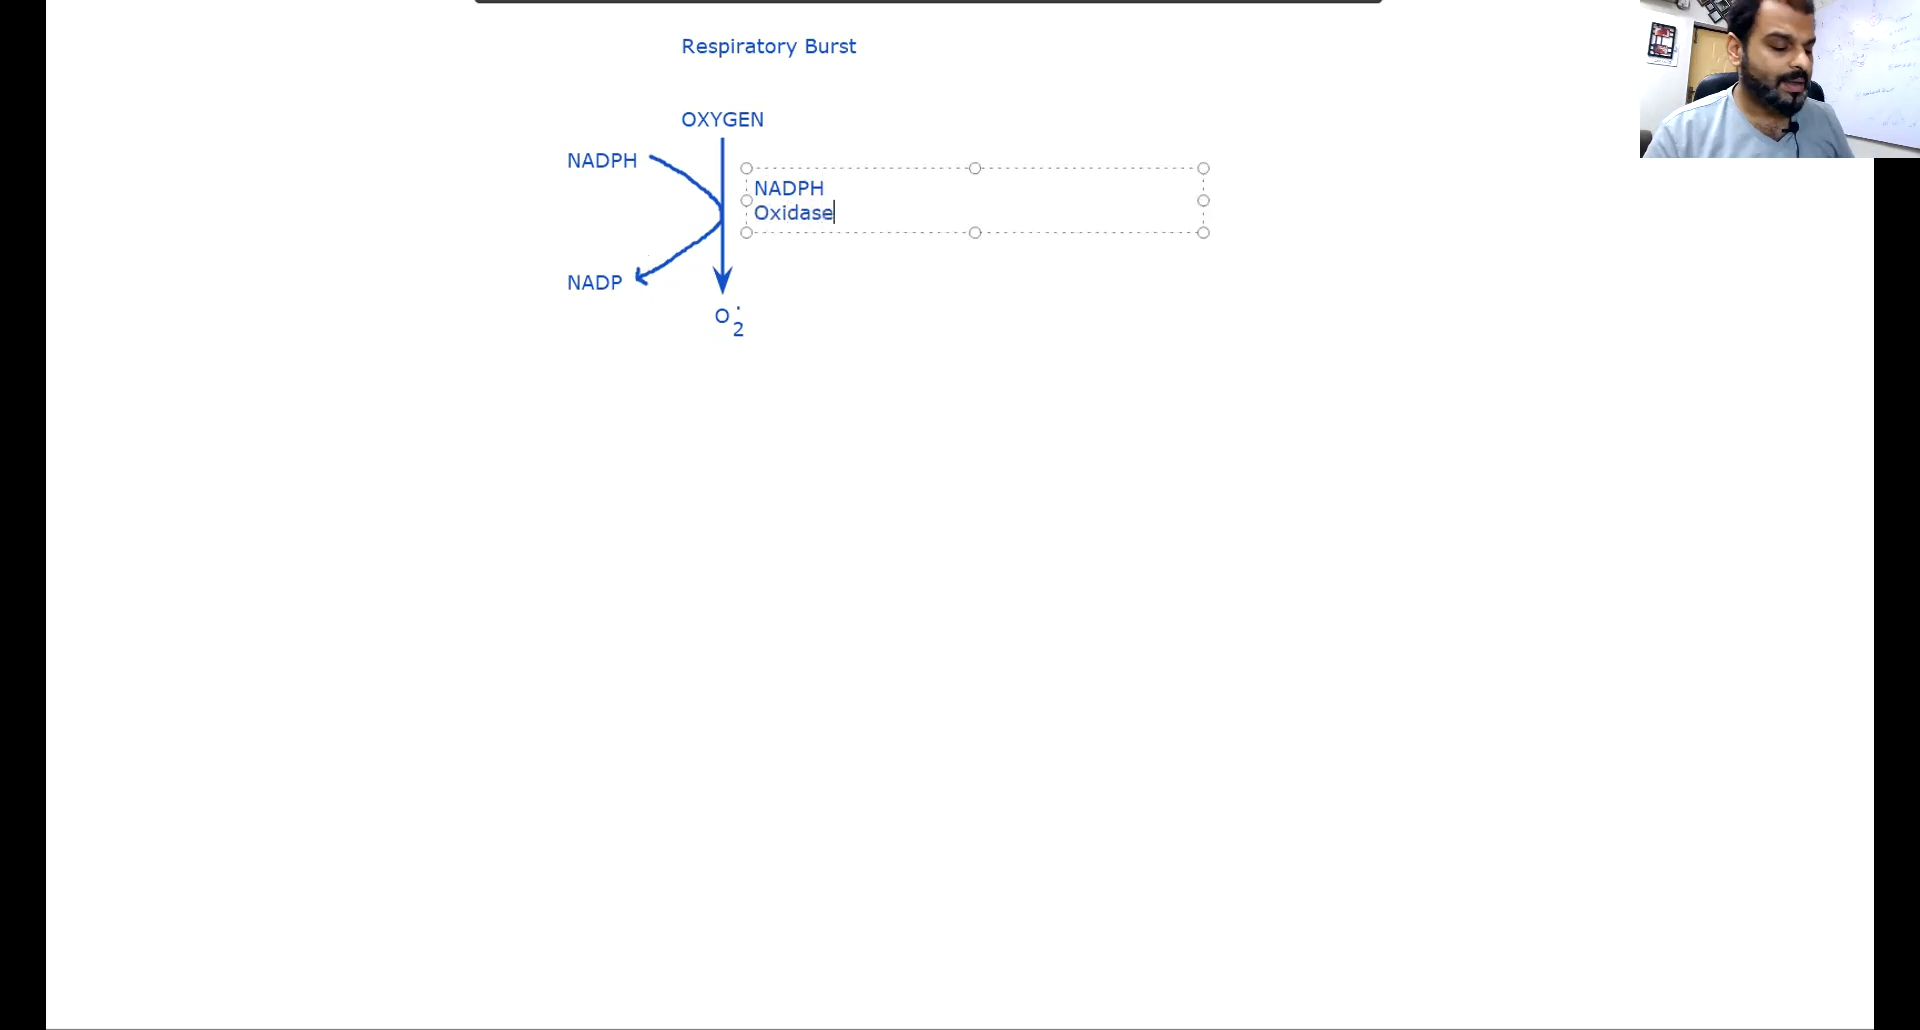 Respiratory Burst
OXYGEN
NADPH
NADPH
Oxidase
NADP
O2˙